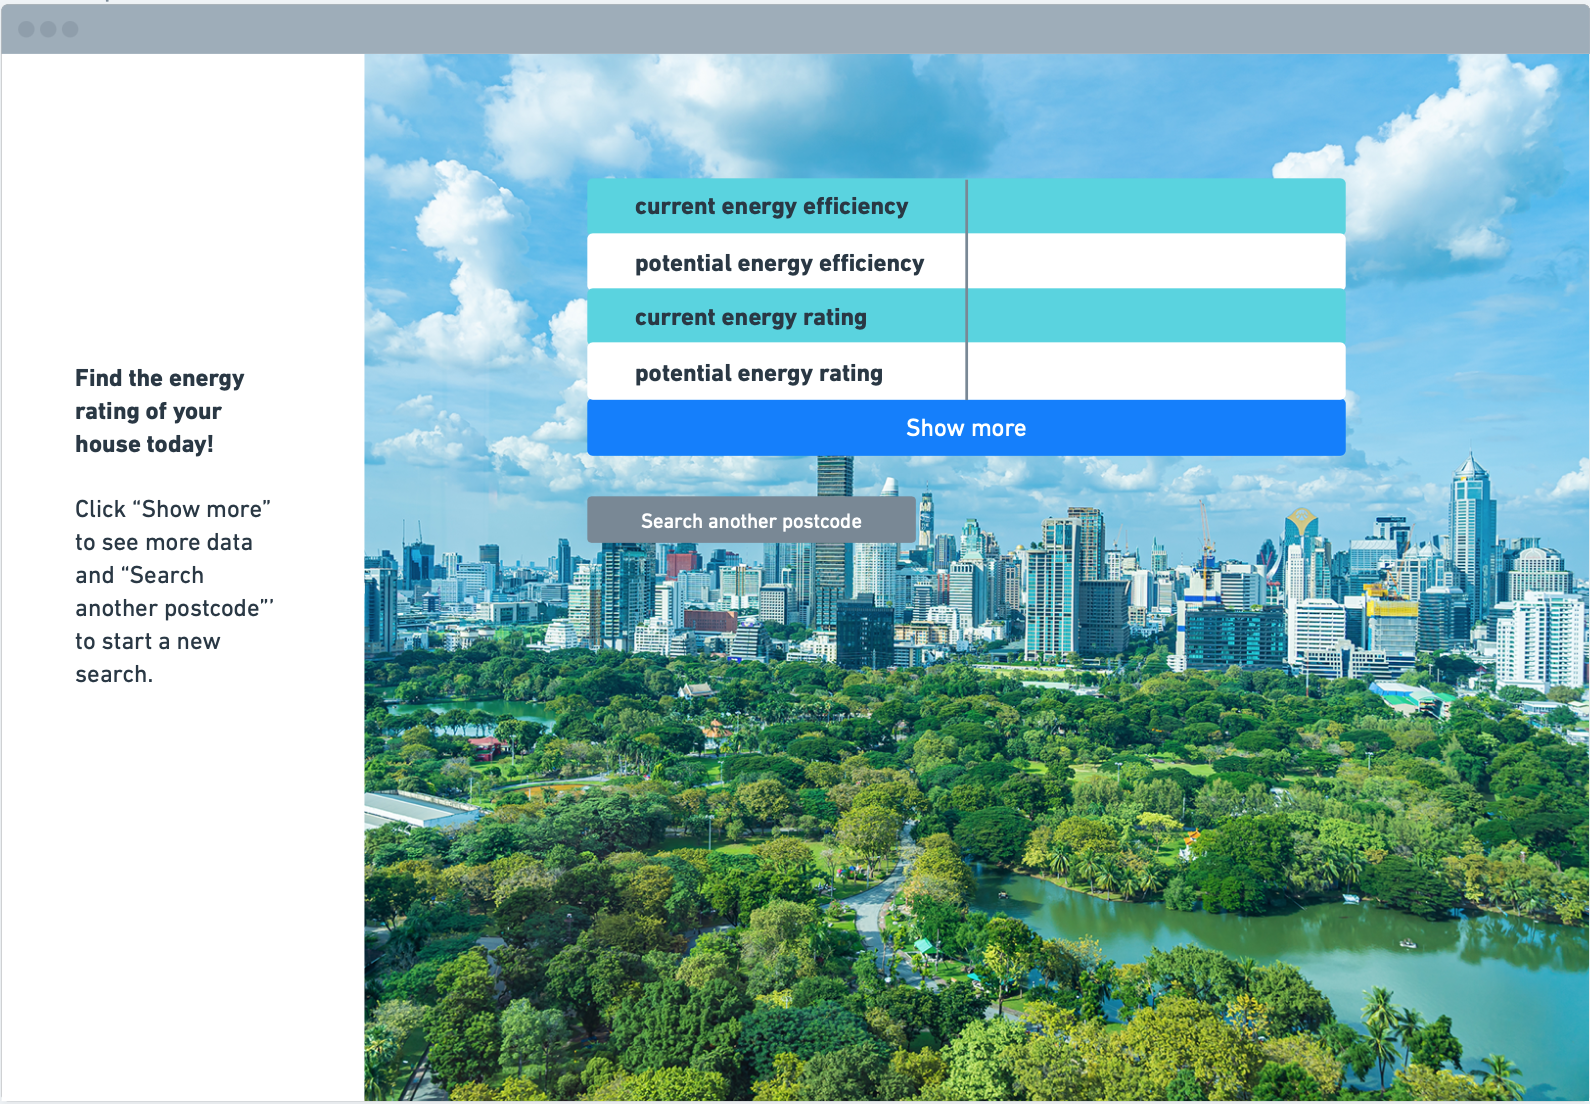 Find the energy
rating of your
house today!
Click “Show more”
to see more data
and “Search
another postcode”’
to start a new
search.
current energy efficiency
potential energy efficiency
current energy rating
potential energy rating
Show more
Search another postcode